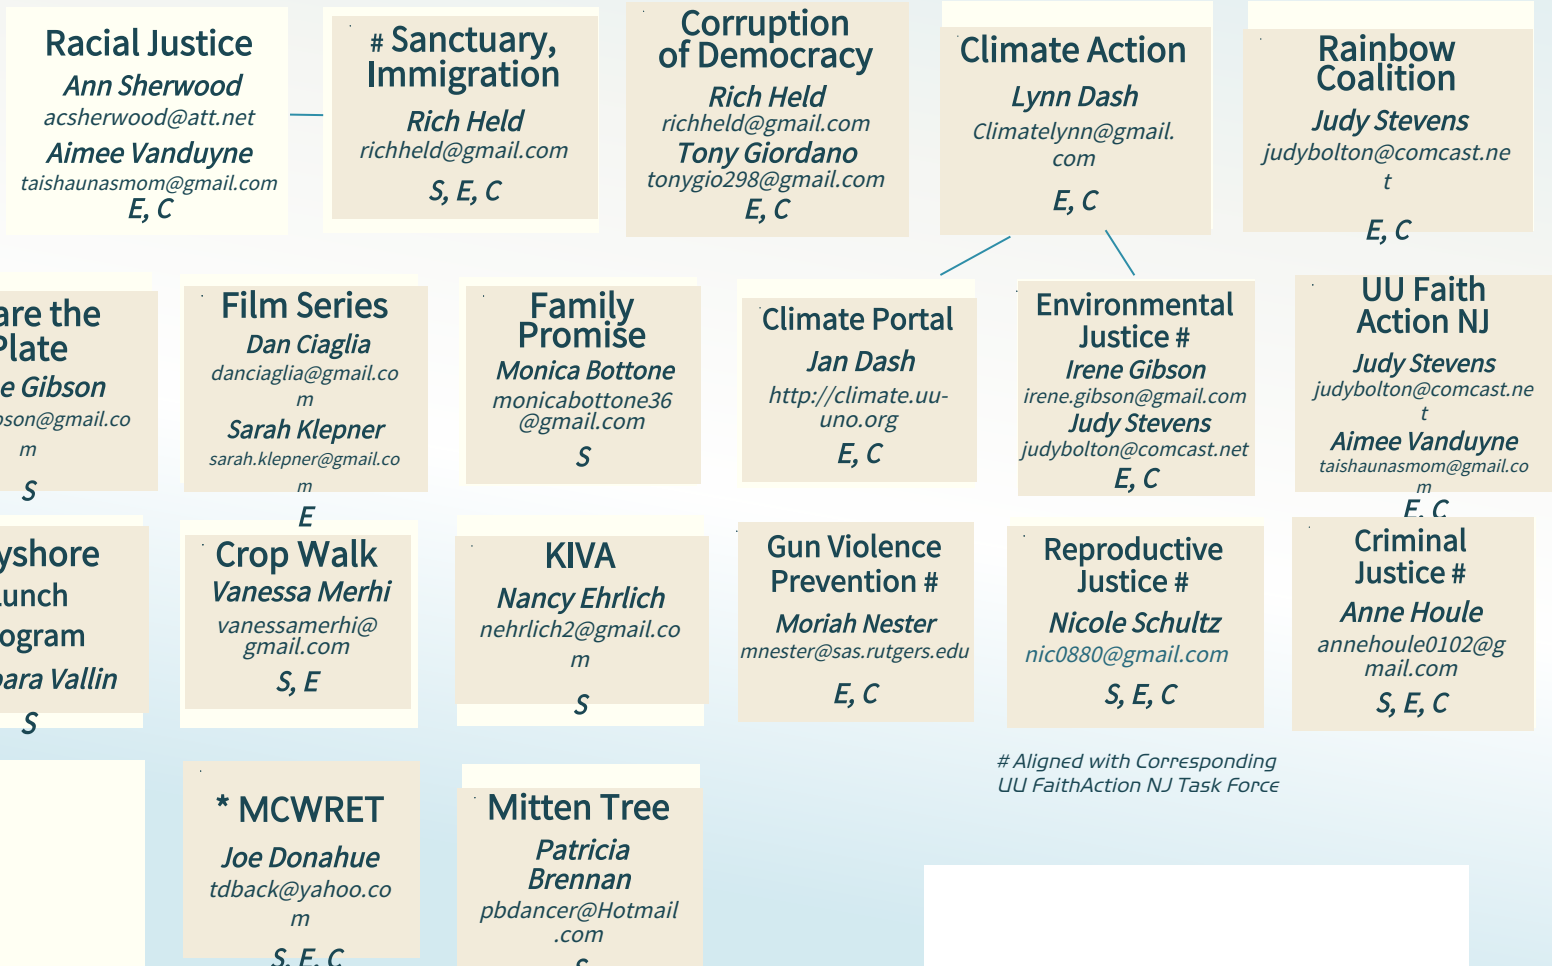 Racial Justice
Ann Sherwood
acsherwood@att.net
Aimee Vanduyne
taishaunasmom@gmail.com
E, C
# Sanctuary,
Immigration
Rich Held
richheld@gmail.com
S, E, C
Corruption
of Democracy
Rich Held
richheld@gmail.com
Tony Giordano
tonygio298@gmail.com
E, C
Climate Action
Lynn Dash
Climatelynn@gmail.
com
E, C
Rainbow
Coalition
Judy Stevens
judybolton@comcast.ne
t
E, C
are the
Plate
e Gibson
bson@gmail.co
m
S
Film Series
Dan Ciaglia
danciaglia@gmail.co
m
Sarah Klepner
sarah.klepner@gmail.co
m
E
Family
Promise
Monica Bottone
monicabottone36
@gmail.com
S
Climate Portal
Jan Dash
http://climate.uu-
uno.org
E, C
Environmental
Justice #
Irene Gibson
irene.gibson@gmail.com
Judy Stevens
judybolton@comcast.net
E, C
UU Faith
Action NJ
Judy Stevens
judybolton@comcast.ne
t
Aimee Vanduyne
taishaunasmom@gmail.co
m
E, C
yshore
unch
ogram
bara Vallin
S
Crop Walk
Vanessa Merhi
vanessamerhi@
gmail.com
S, E
KIVA
Nancy Ehrlich
nehrlich2@gmail.co
m
S
Gun Violence
Prevention #
Moriah Nester
mnester@sas.rutgers.edu
E, C
Reproductive
Justice #
Nicole Schultz
nic0880@gmail.com
S, E, C
Criminal
Justice #
Anne Houle
annehoule0102@g
mail.com
S, E, C
# Aligned with Corresponding
UU FaithAction NJ Task Force
* MCWRET
Joe Donahue
tdback@yahoo.co
m
S, E, C
Mitten Tree
Patricia
Brennan
pbdancer@Hotmail
.com
S